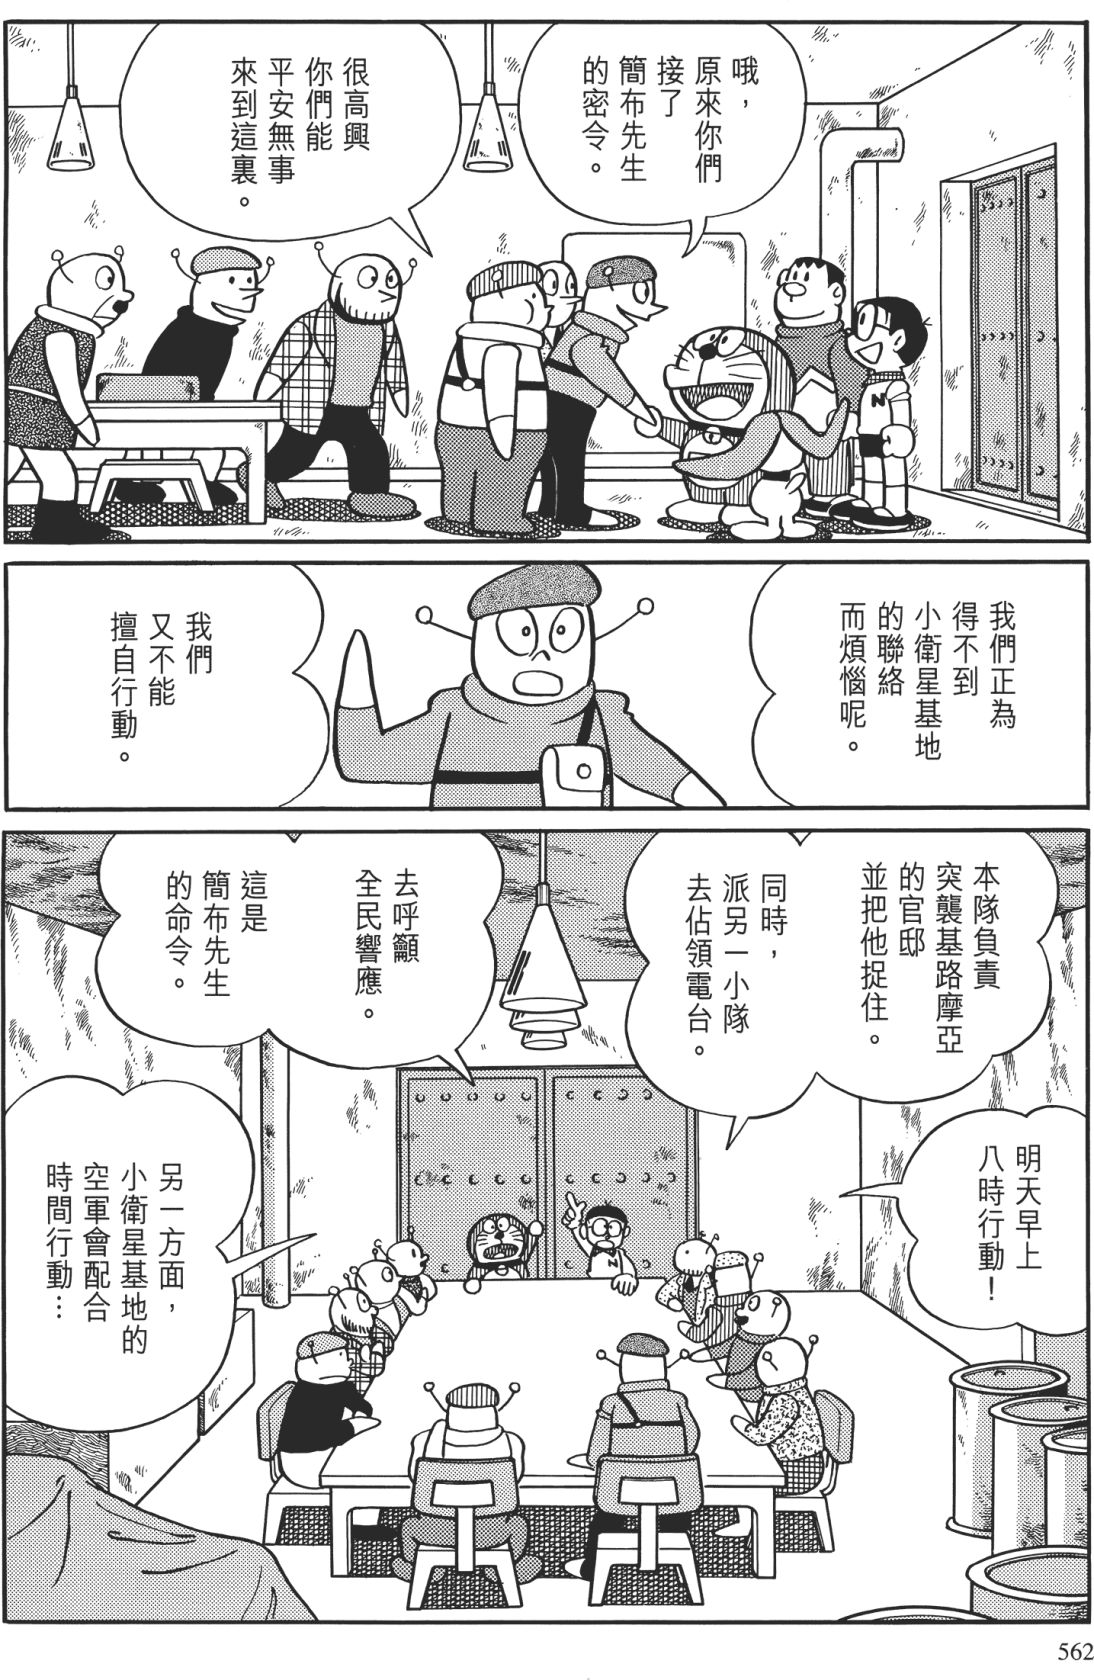 哦，
原來你們
接了
簡布先生
的密令。
很高興
你們能
平安無事
來到這裏。
我們正為
得不到
小衛星基地
的聯絡
而煩惱呢。
我們
又不能
擅自行動。
本隊負責
突襲基路摩亞
的官邸
並把他捉住。
同時，
派另一小隊
去佔領電台。
去呼籲
全民響應。
這是
簡布先生
的命令。
明天早上
八時行動！
另一方面，
小衛星基地的
空軍會配合
時間行動…
N
N
562